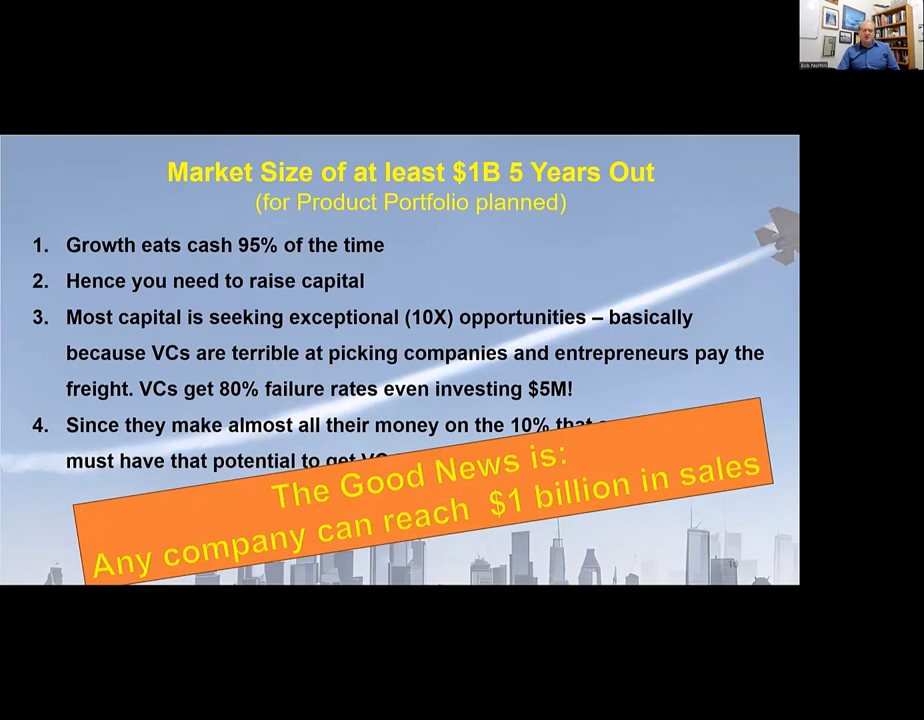 Bob Norton
Market Size of at least $1B 5 Years Out
(for Product Portfolio planned)
1. Growth eats cash 95% of the time
2. Hence you need to raise capital
3. Most capital is seeking exceptional (10X) opportunities – basically
because VCs are terrible at picking companies and entrepreneurs pay the
freight. VCs get 80% failure rates even investing $5M!
4. Since they make almost all their money on the 10% that
must have that potential to get
The Good News is:
Any company can reach $1 billion in sales